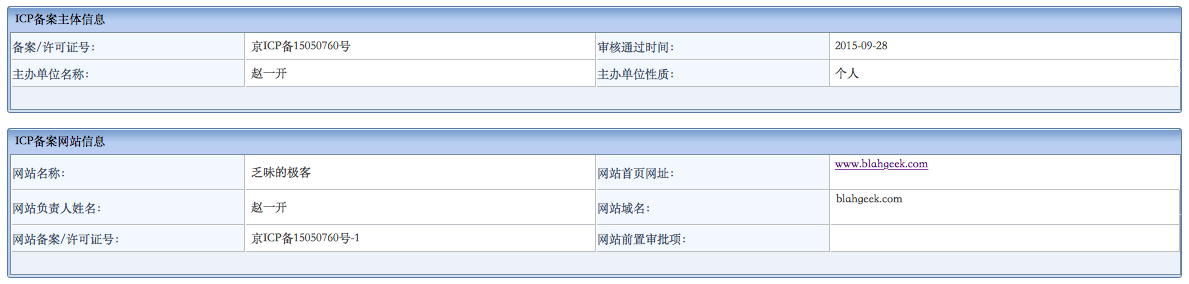 ICP备案主体信息
备案/许可证号: 京ICP备15050760号 审核通过时间: 2015-09-28
主办单位名称: 赵一开 主办单位性质: 个人
ICP备案网站信息
网站名称: 乏味的极客 网站首页网址: www.blahgeek.com
网站负责人姓名: 赵一开 网站域名: blahgeek.com
网站备案/许可证号: 京ICP备15050760号-1 网站前置审批项: